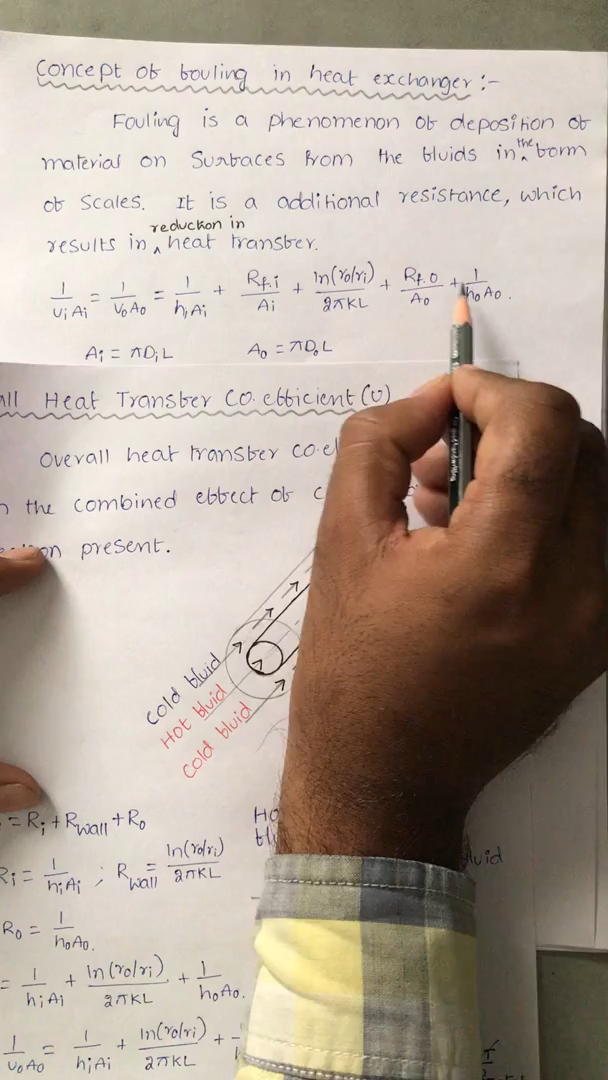 Concept of fouling in heat exchanger :-
Fouling is a phenomenon of deposition of
material on surfaces from the fluids in the form
of scales. It is a additional resistance, which
results in reduction in heat transfer.
1/UiAi = 1/UoAo = 1/hiAi + Rf.i/Ai + ln(ro/ri)/2πKL + Rf.o/Ao + 1/hoAo.
Ai = πDiL Ao = πDoL
all Heat Transfer Co.efficient (U)
Overall heat transfer co.e
the combined effect of c
present.
Cold fluid
Hot fluid
Cold fluid
= Ri + Rwall + Ro
Ri = 1/hiAi ; Rwall = ln(ro/ri)/2πKL
Ro = 1/hoAo.
= 1/hiAi + ln(ro/ri)/2πKL + 1/hoAo.
1/UoAo = 1/hiAi + ln(ro/ri)/2πKL +